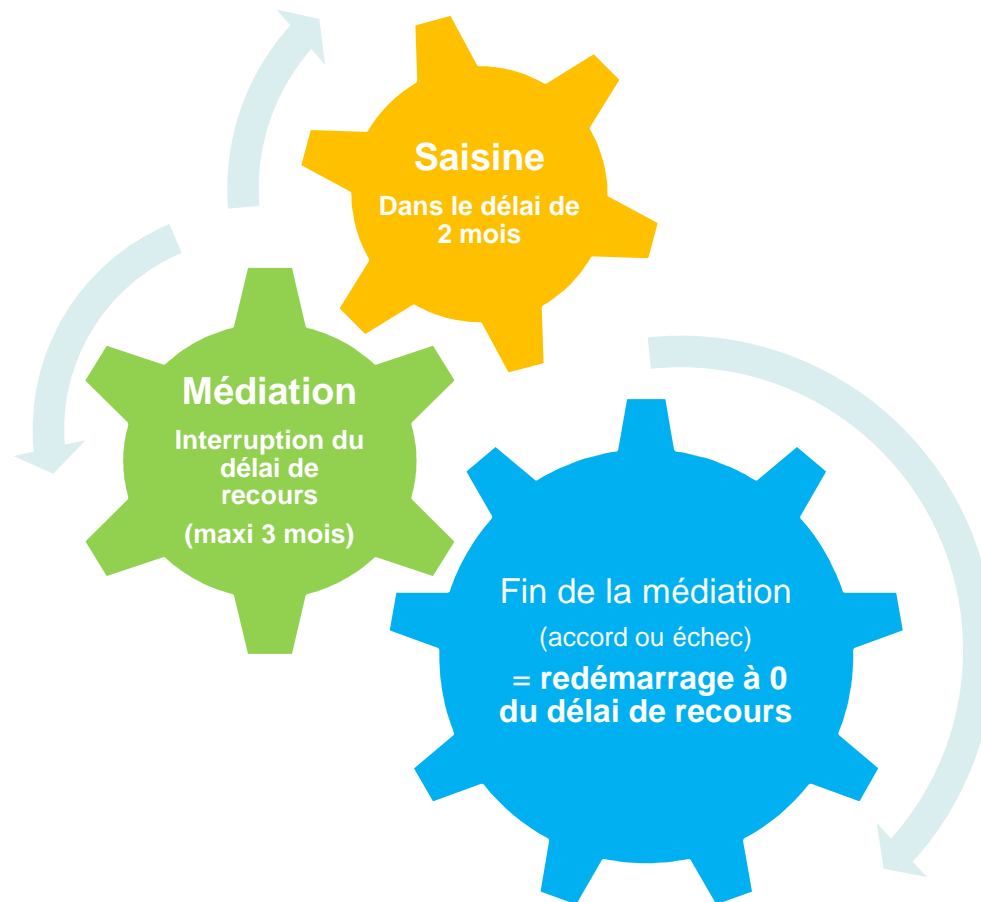 Saisine
Dans le délai de
2 mois
Médiation
Interruption du
délai de
recours
(maxi 3 mois)
Fin de la médiation
(accord ou échec)
= redémarrage à 0
du délai de recours